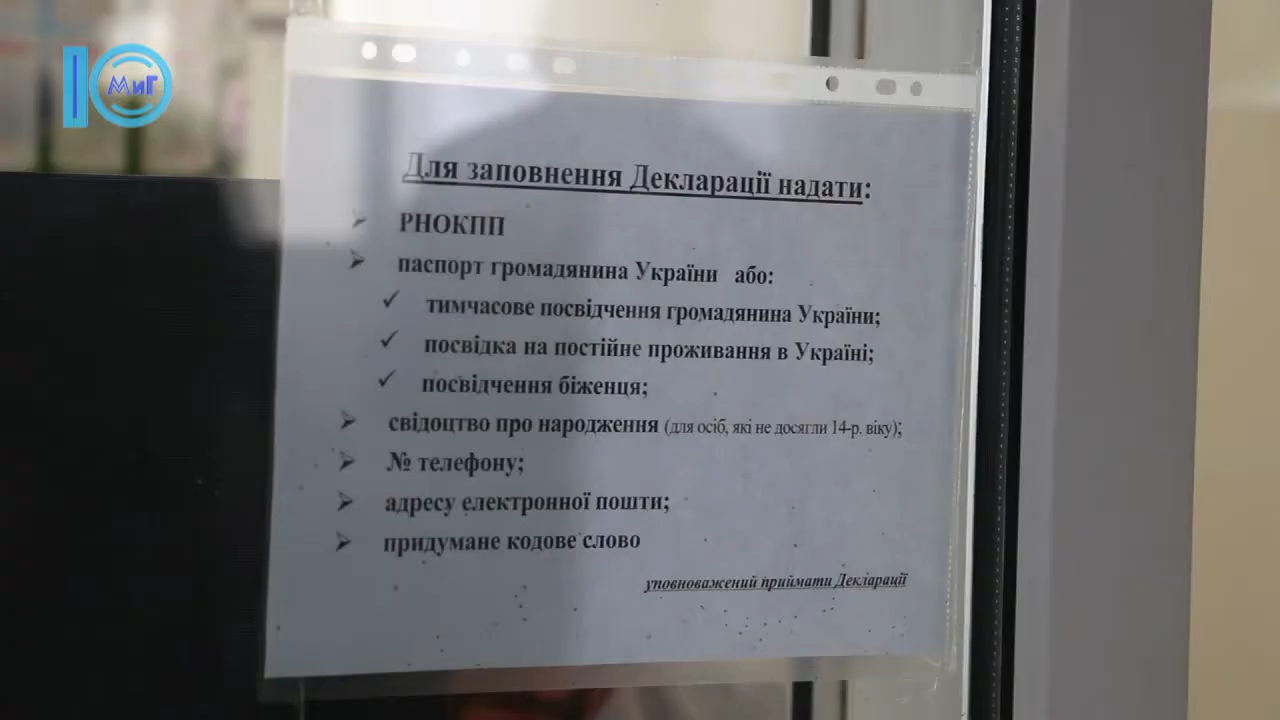 Ю МиГ
Для заповнення Декларації надати:
РНОКПП
паспорт громадянина України або:
тимчасове посвідчення громадянина України;
посвідка на постійне проживання в Україні;
посвідчення біженця;
свідоцтво про народження (для осіб, які не досягли 14-р. віку);
№ телефону;
адресу електронної пошти;
придумане кодове слово
уповноважений приймати Декларації